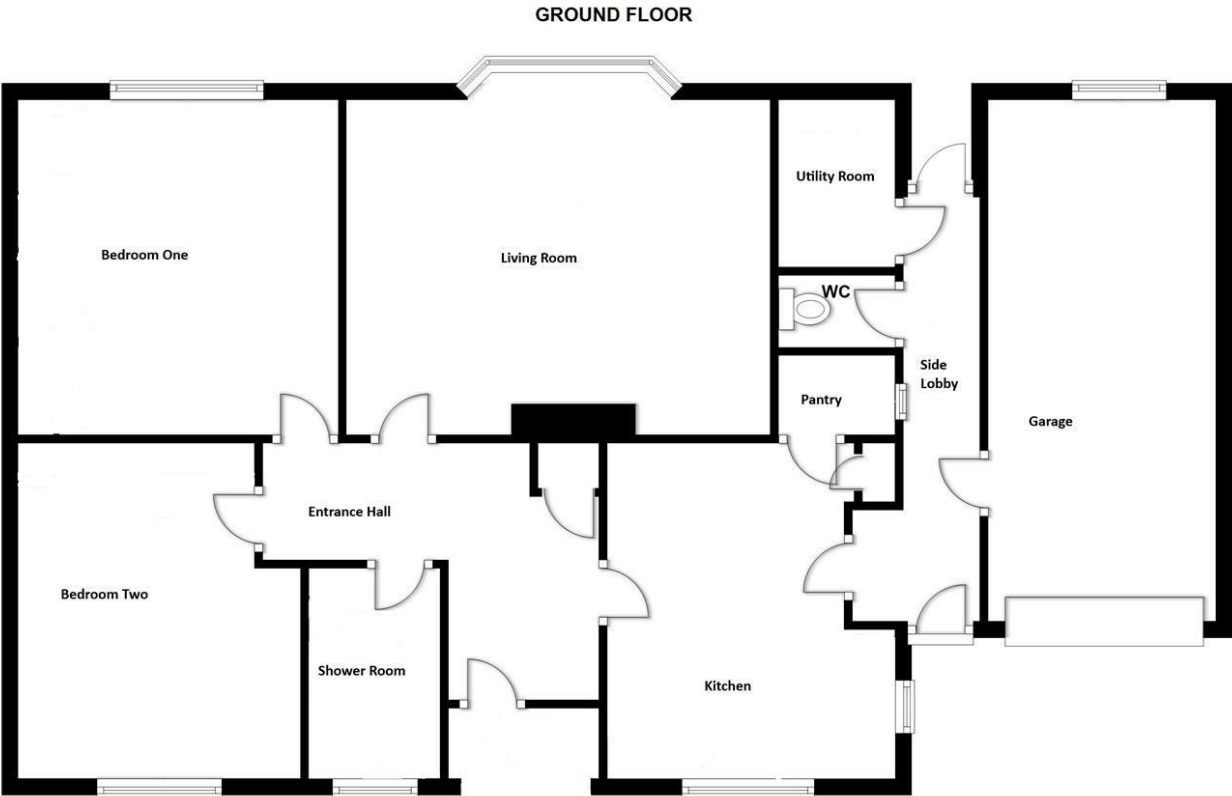 GROUND FLOOR
Utility Room
Bedroom One
Living Room
WC
Side
Lobby
Pantry
Garage
Entrance Hall
Bedroom Two
Shower Room
Kitchen